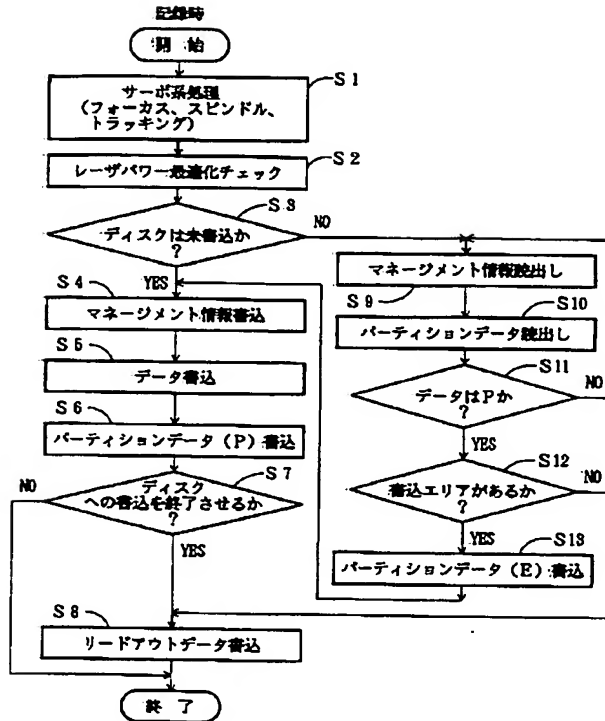 記録時
開始
S1
サーボ系処理
(フォーカス、スピンドル、
トラッキング)
S2
レーザパワー最適化チェック
S3
ディスクは未書込か
?
NO
YES
S4
マネージメント情報書込
S5
データ書込
S6
パーティションデータ(P)書込
S7
ディスク
への書込を終了させるか
?
NO
YES
S8
リードアウトデータ書込
終了
マネージメント情報読出し
S9
S10
パーティションデータ読出し
S11
データはPか
?
NO
YES
S12
書込エリアがあるか
?
NO
YES
S13
パーティションデータ(E)書込